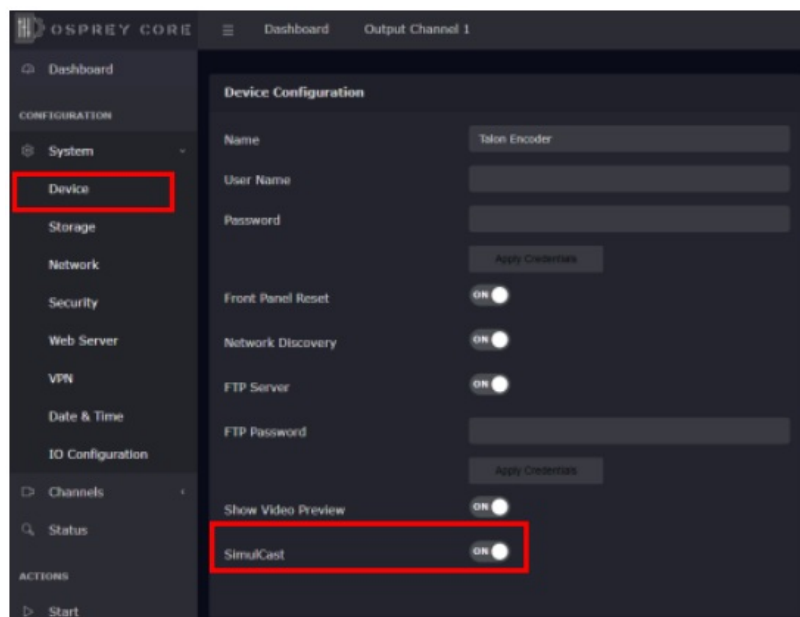 OSPREY CORE
Dashboard
Output Channel 1
Dashboard
CONFIGURATION
System
Device
Storage
Network
Security
Web Server
VPN
Date & Time
IO Configuration
Channels
Status
ACTIONS
Start
Device Configuration
Name
Talon Encoder
User Name
Password
Apply Credentials
Front Panel Reset
ON
Network Discovery
ON
FTP Server
ON
FTP Password
Apply Credentials
Show Video Preview
ON
SimulCast
ON